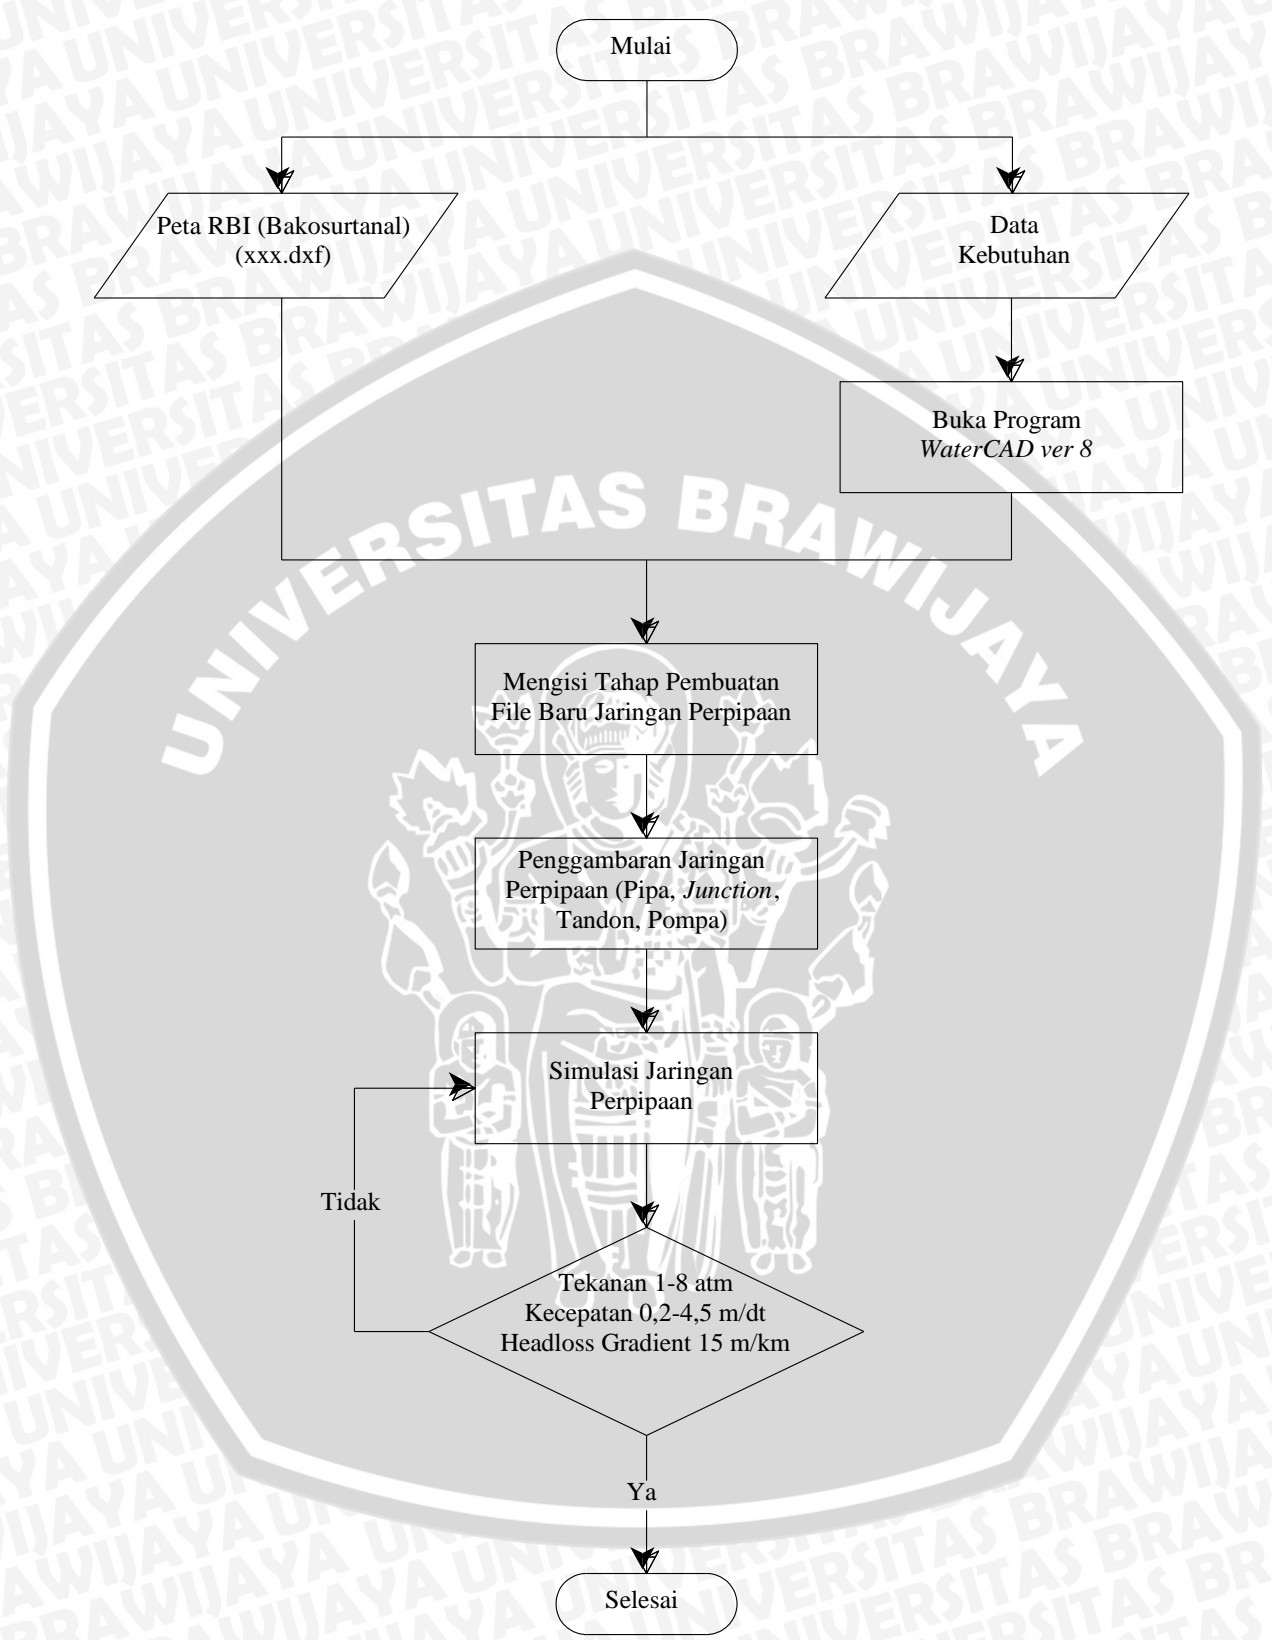 Mulai
Peta RBI (Bakosurtanal)
(xxx.dxf)
Data
Kebutuhan
Buka Program
WaterCAD ver 8
UNIVERSITAS BRAWIJAYA
Mengisi Tahap Pembuatan
File Baru Jaringan Perpipaan
Penggambaran Jaringan
Perpipaan (Pipa, Junction,
Tandon, Pompa)
Simulasi Jaringan
Perpipaan
Tidak
Tekanan 1-8 atm
Kecepatan 0,2-4,5 m/dt
Headloss Gradient 15 m/km
Ya
Selesai